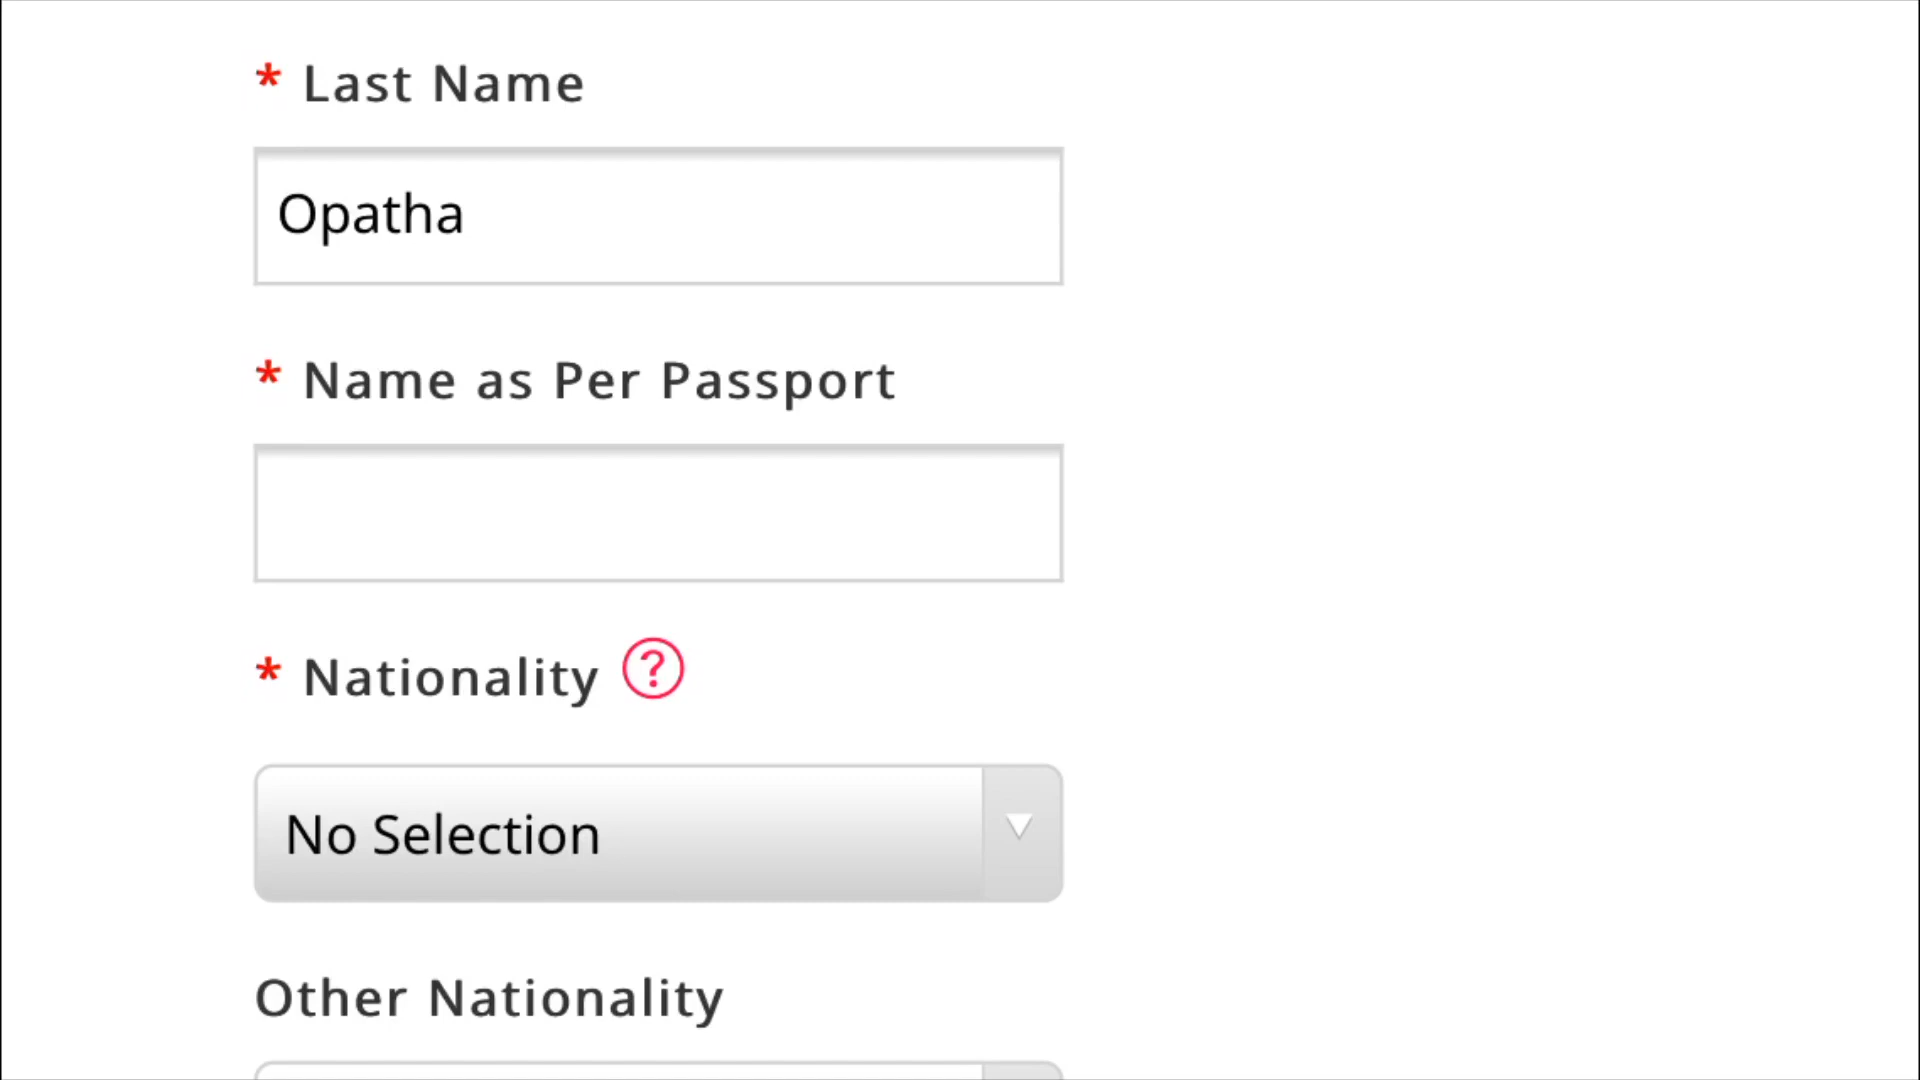 * Last Name
Opatha
* Name as Per Passport
* Nationality ?
No Selection
Other Nationality